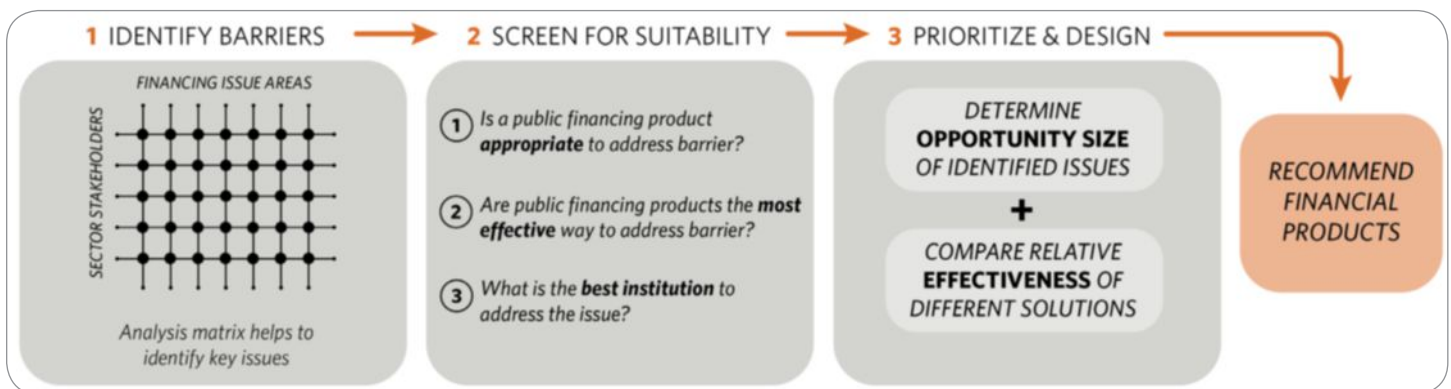 1 IDENTIFY BARRIERS
2 SCREEN FOR SUITABILITY
3 PRIORITIZE & DESIGN
FINANCING ISSUE AREAS
SECTOR STAKEHOLDERS
Analysis matrix helps to
identify key issues
1 Is a public financing product
appropriate to address barrier?
2 Are public financing products the most
effective way to address barrier?
3 What is the best institution to
address the issue?
DETERMINE
OPPORTUNITY SIZE
OF IDENTIFIED ISSUES
+
COMPARE RELATIVE
EFFECTIVENESS OF
DIFFERENT SOLUTIONS
RECOMMEND
FINANCIAL
PRODUCTS